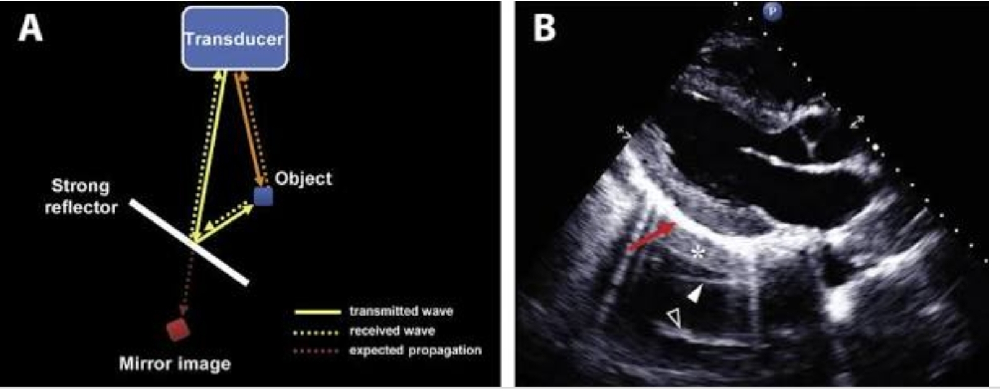 A
Transducer
Object
Strong
reflector
transmitted wave
received wave
expected propagation
Mirror image
B
P
x
x
*